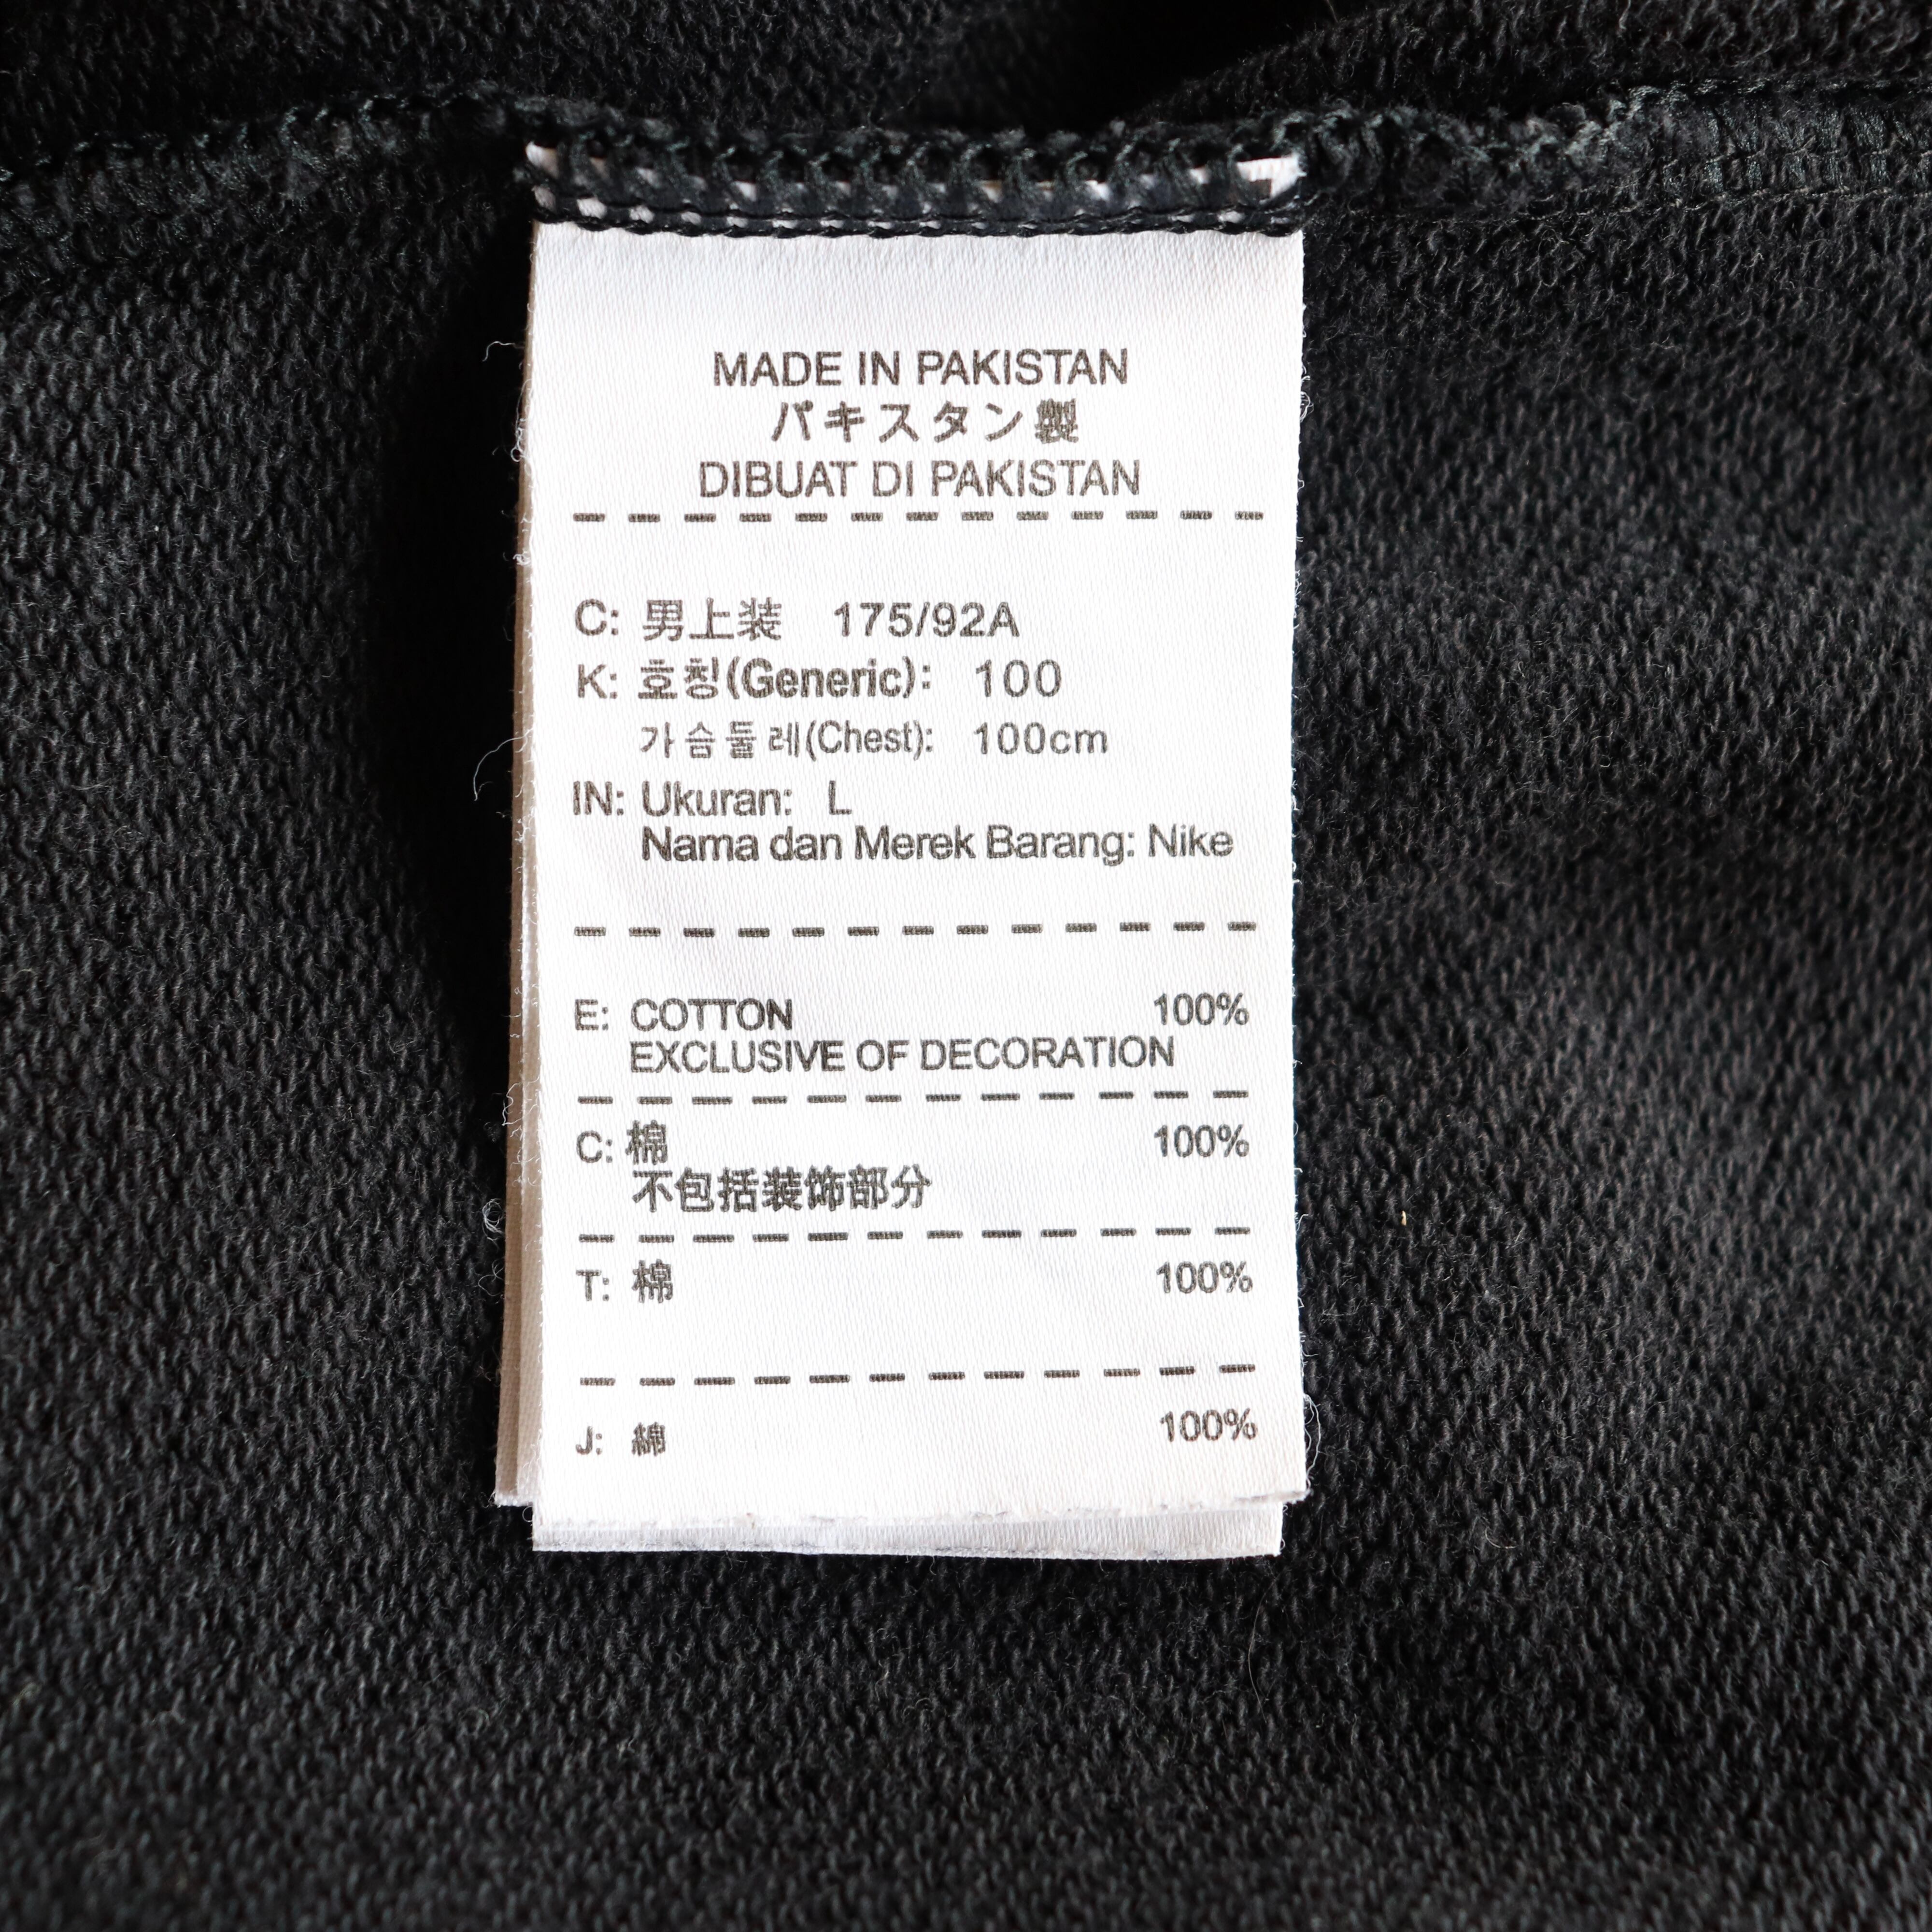 MADE IN PAKISTAN
パキスタン製
DIBUAT DI PAKISTAN
C: 男上装 175/92A
K: 호칭(Generic): 100
가슴둘레(Chest): 100cm
IN: Ukuran: L
Nama dan Merek Barang: Nike
E: COTTON 100%
EXCLUSIVE OF DECORATION
C: 棉 100%
不包括装饰部分
T: 棉 100%
J: 綿 100%